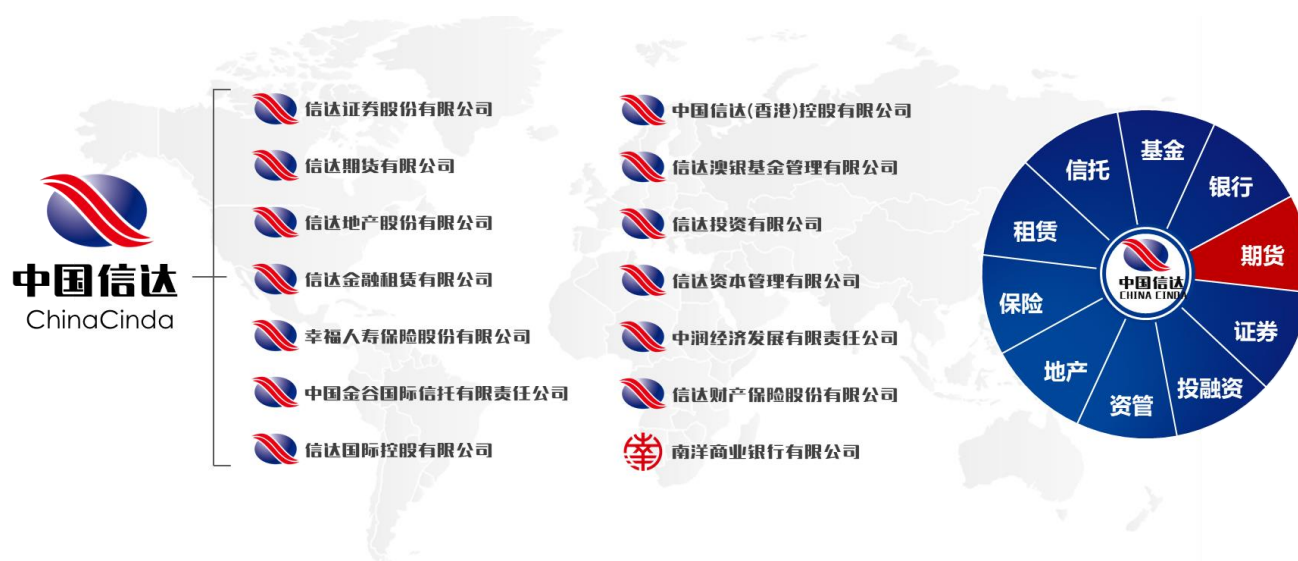 中国信达
ChinaCinda
信达证券股份有限公司
信达期货有限公司
信达地产股份有限公司
信达金融租赁有限公司
幸福人寿保险股份有限公司
中国金谷国际信托有限责任公司
信达国际控股有限公司
中国信达(香港)控股有限公司
信达澳银基金管理有限公司
信达投资有限公司
信达资本管理有限公司
中润经济发展有限责任公司
信达财产保险股份有限公司
南洋商业银行有限公司
基金
银行
期货
证券
投融资
资管
地产
保险
租赁
信托
中国信达
CHINA CINDA